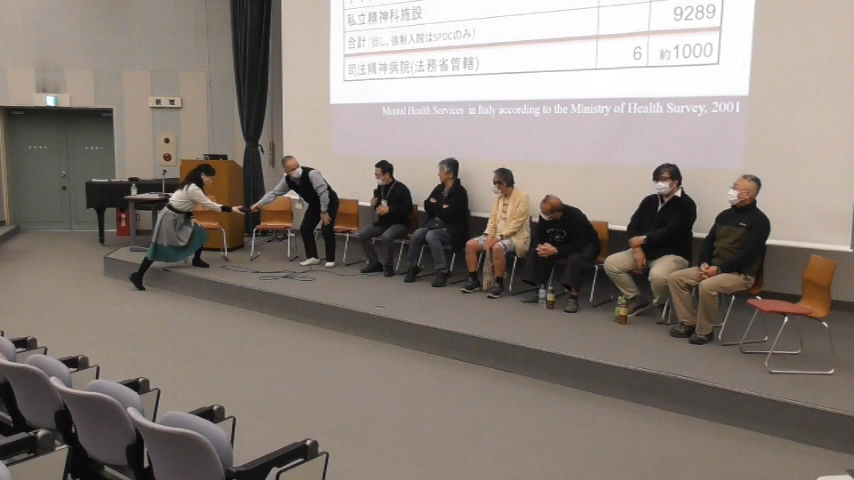 私立精神科施設 9289
合計(但し、強制入院はSPDCのみ)
司法精神病院(法務省管轄) 6 約1000
Mental Health Services in Italy according to the Ministry of Health Survey, 2001